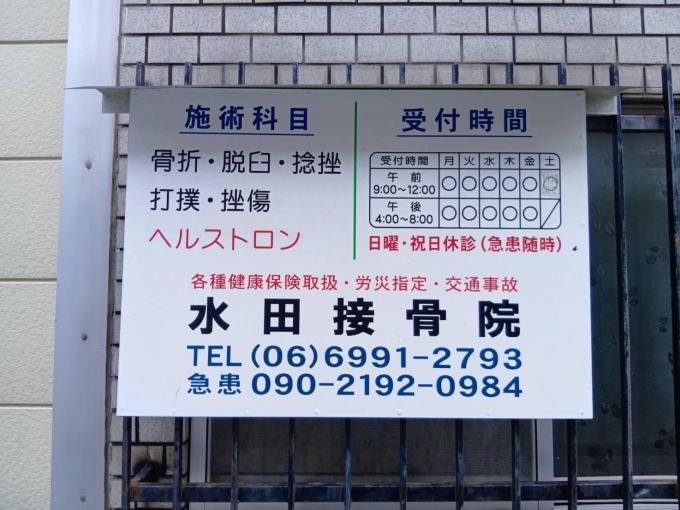 施術科目
骨折・脱臼・捻挫
打撲・挫傷
ヘルストロン
受付時間
受付時間 月 火 水 木 金 土
午前 9:00～12:00 ○ ○ ○ ○ ○ ○
午後 4:00～8:00 ○ ○ ○ ○ ○ ／
日曜・祝日休診(急患随時)
各種健康保険取扱・労災指定・交通事故
水田接骨院
TEL(06)6991-2793
急患 090-2192-0984